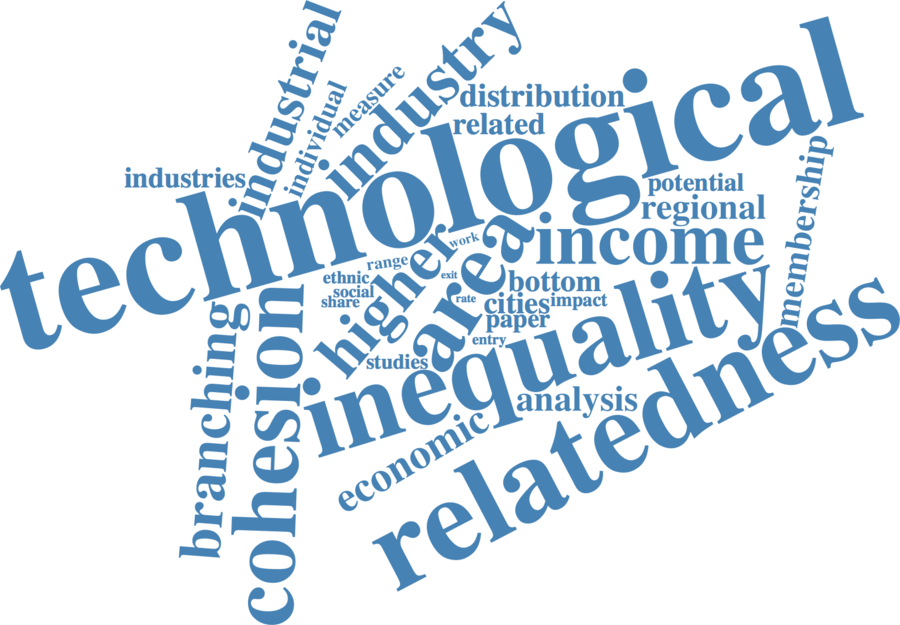 industrial
industry
individual
measure
distribution
related
technological
industries
membership
potential
regional
income
area
higher
work
range
ethnic
exit
social
share
rate
bottom
cities
impact
paper
entry
studies
inequality
relatedness
branching
cohesion
analysis
economic